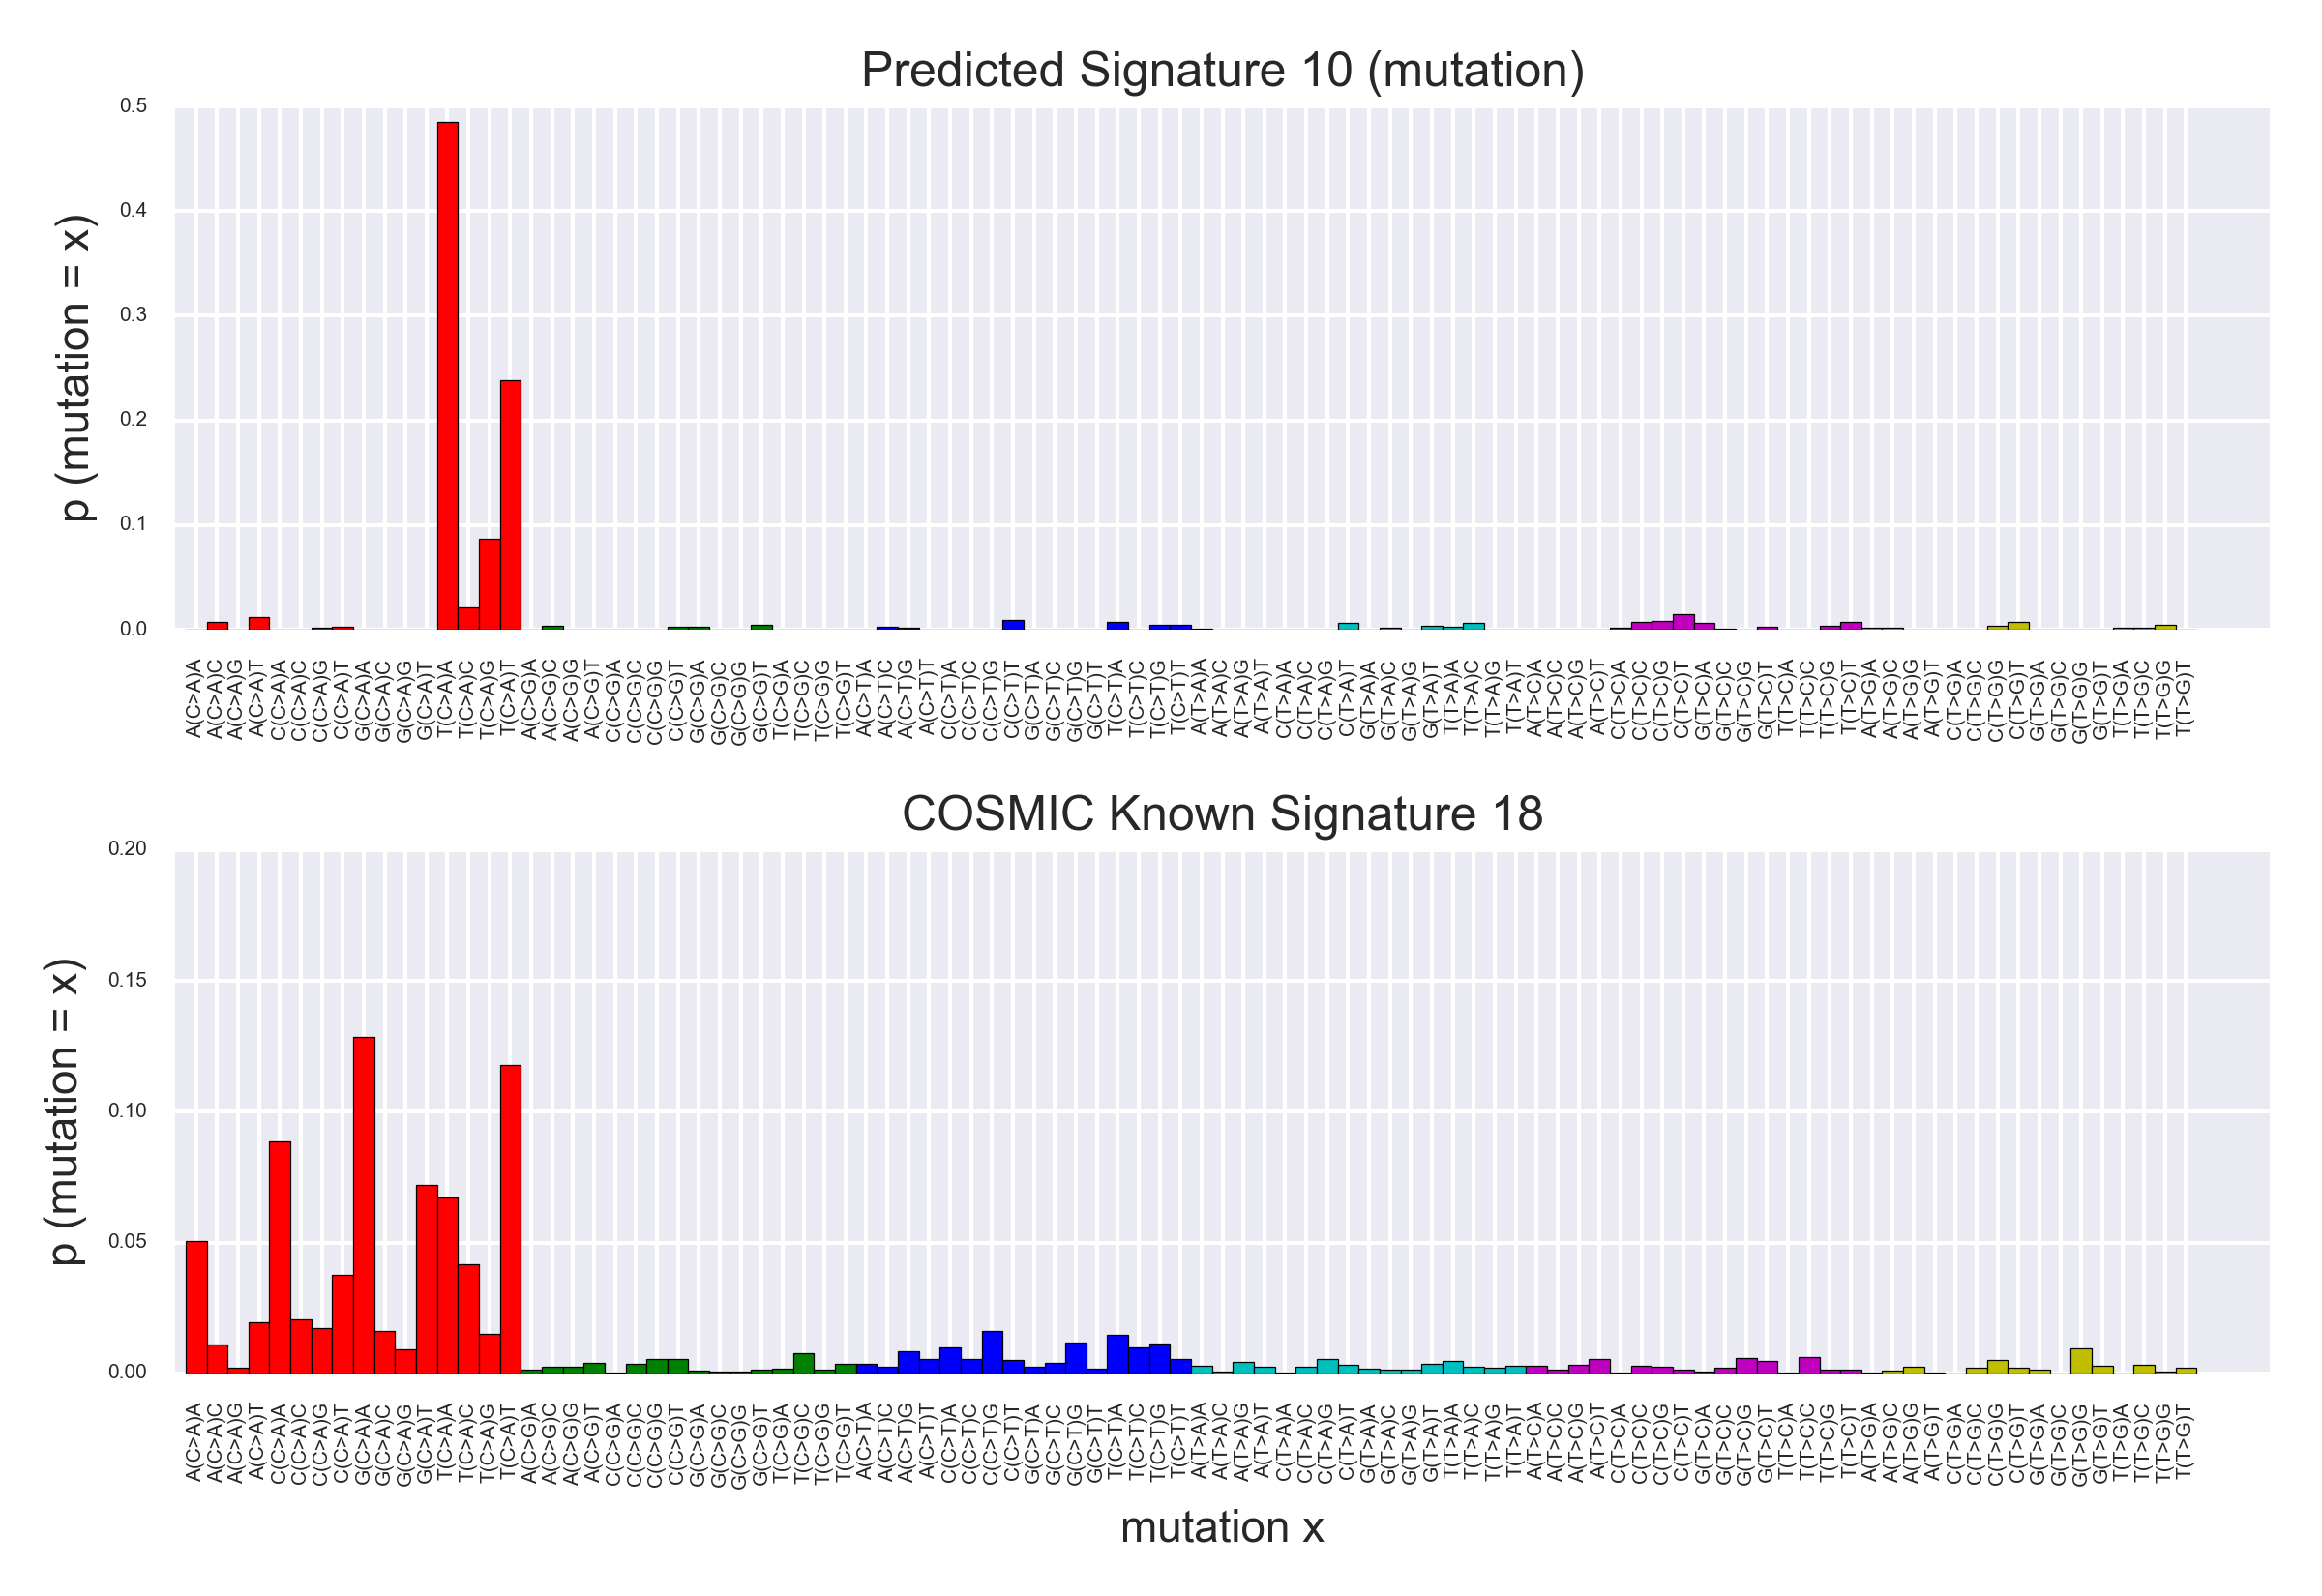 Predicted Signature 10 (mutation)
0.5
0.4
0.3
0.2
0.1
0.0
p (mutation = x)
A(C>A)A A(C>A)C A(C>A)G A(C>A)T C(C>A)A C(C>A)C C(C>A)G C(C>A)T G(C>A)A G(C>A)C G(C>A)G G(C>A)T T(C>A)A T(C>A)C T(C>A)G T(C>A)T A(C>G)A A(C>G)C A(C>G)G A(C>G)T C(C>G)A C(C>G)C C(C>G)G C(C>G)T G(C>G)A G(C>G)C G(C>G)G G(C>G)T T(C>G)A T(C>G)C T(C>G)G T(C>G)T A(C>T)A A(C>T)C A(C>T)G A(C>T)T C(C>T)A C(C>T)C C(C>T)G C(C>T)T G(C>T)A G(C>T)C G(C>T)G G(C>T)T T(C>T)A T(C>T)C T(C>T)G T(C>T)T A(T>A)A A(T>A)C A(T>A)G A(T>A)T C(T>A)A C(T>A)C C(T>A)G C(T>A)T G(T>A)A G(T>A)C G(T>A)G G(T>A)T T(T>A)A T(T>A)C T(T>A)G T(T>A)T A(T>C)A A(T>C)C A(T>C)G A(T>C)T C(T>C)A C(T>C)C C(T>C)G C(T>C)T G(T>C)A G(T>C)C G(T>C)G G(T>C)T T(T>C)A T(T>C)C T(T>C)G T(T>C)T A(T>G)A A(T>G)C A(T>G)G A(T>G)T C(T>G)A C(T>G)C C(T>G)G C(T>G)T G(T>G)A G(T>G)C G(T>G)G G(T>G)T T(T>G)A T(T>G)C T(T>G)G T(T>G)T
COSMIC Known Signature 18
0.20
0.15
0.10
0.05
0.00
p (mutation = x)
A(C>A)A A(C>A)C A(C>A)G A(C>A)T C(C>A)A C(C>A)C C(C>A)G C(C>A)T G(C>A)A G(C>A)C G(C>A)G G(C>A)T T(C>A)A T(C>A)C T(C>A)G T(C>A)T A(C>G)A A(C>G)C A(C>G)G A(C>G)T C(C>G)A C(C>G)C C(C>G)G C(C>G)T G(C>G)A G(C>G)C G(C>G)G G(C>G)T T(C>G)A T(C>G)C T(C>G)G T(C>G)T A(C>T)A A(C>T)C A(C>T)G A(C>T)T C(C>T)A C(C>T)C C(C>T)G C(C>T)T G(C>T)A G(C>T)C G(C>T)G G(C>T)T T(C>T)A T(C>T)C T(C>T)G T(C>T)T A(T>A)A A(T>A)C A(T>A)G A(T>A)T C(T>A)A C(T>A)C C(T>A)G C(T>A)T G(T>A)A G(T>A)C G(T>A)G G(T>A)T T(T>A)A T(T>A)C T(T>A)G T(T>A)T A(T>C)A A(T>C)C A(T>C)G A(T>C)T C(T>C)A C(T>C)C C(T>C)G C(T>C)T G(T>C)A G(T>C)C G(T>C)G G(T>C)T T(T>C)A T(T>C)C T(T>C)G T(T>C)T A(T>G)A A(T>G)C A(T>G)G A(T>G)T C(T>G)A C(T>G)C C(T>G)G C(T>G)T G(T>G)A G(T>G)C G(T>G)G G(T>G)T T(T>G)A T(T>G)C T(T>G)G T(T>G)T
mutation x